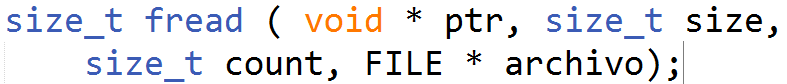 size_t fread ( void * ptr, size_t size,
size_t count, FILE * archivo);